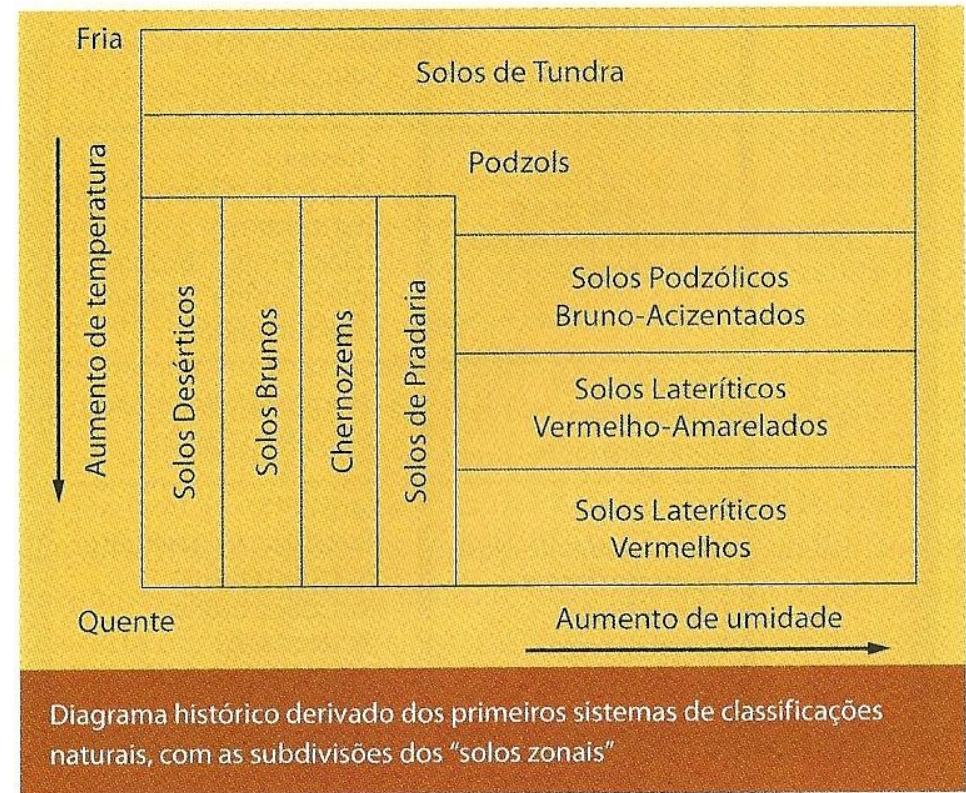 Fria
Solos de Tundra
Podzols
Aumento de temperatura
Solos Desérticos
Solos Brunos
Chernozems
Solos de Pradaria
Solos Podzólicos
Bruno-Acizentados
Solos Lateríticos
Vermelho-Amarelados
Solos Lateríticos
Vermelhos
Quente
Aumento de umidade
Diagrama histórico derivado dos primeiros sistemas de classificações
naturais, com as subdivisões dos “solos zonais”